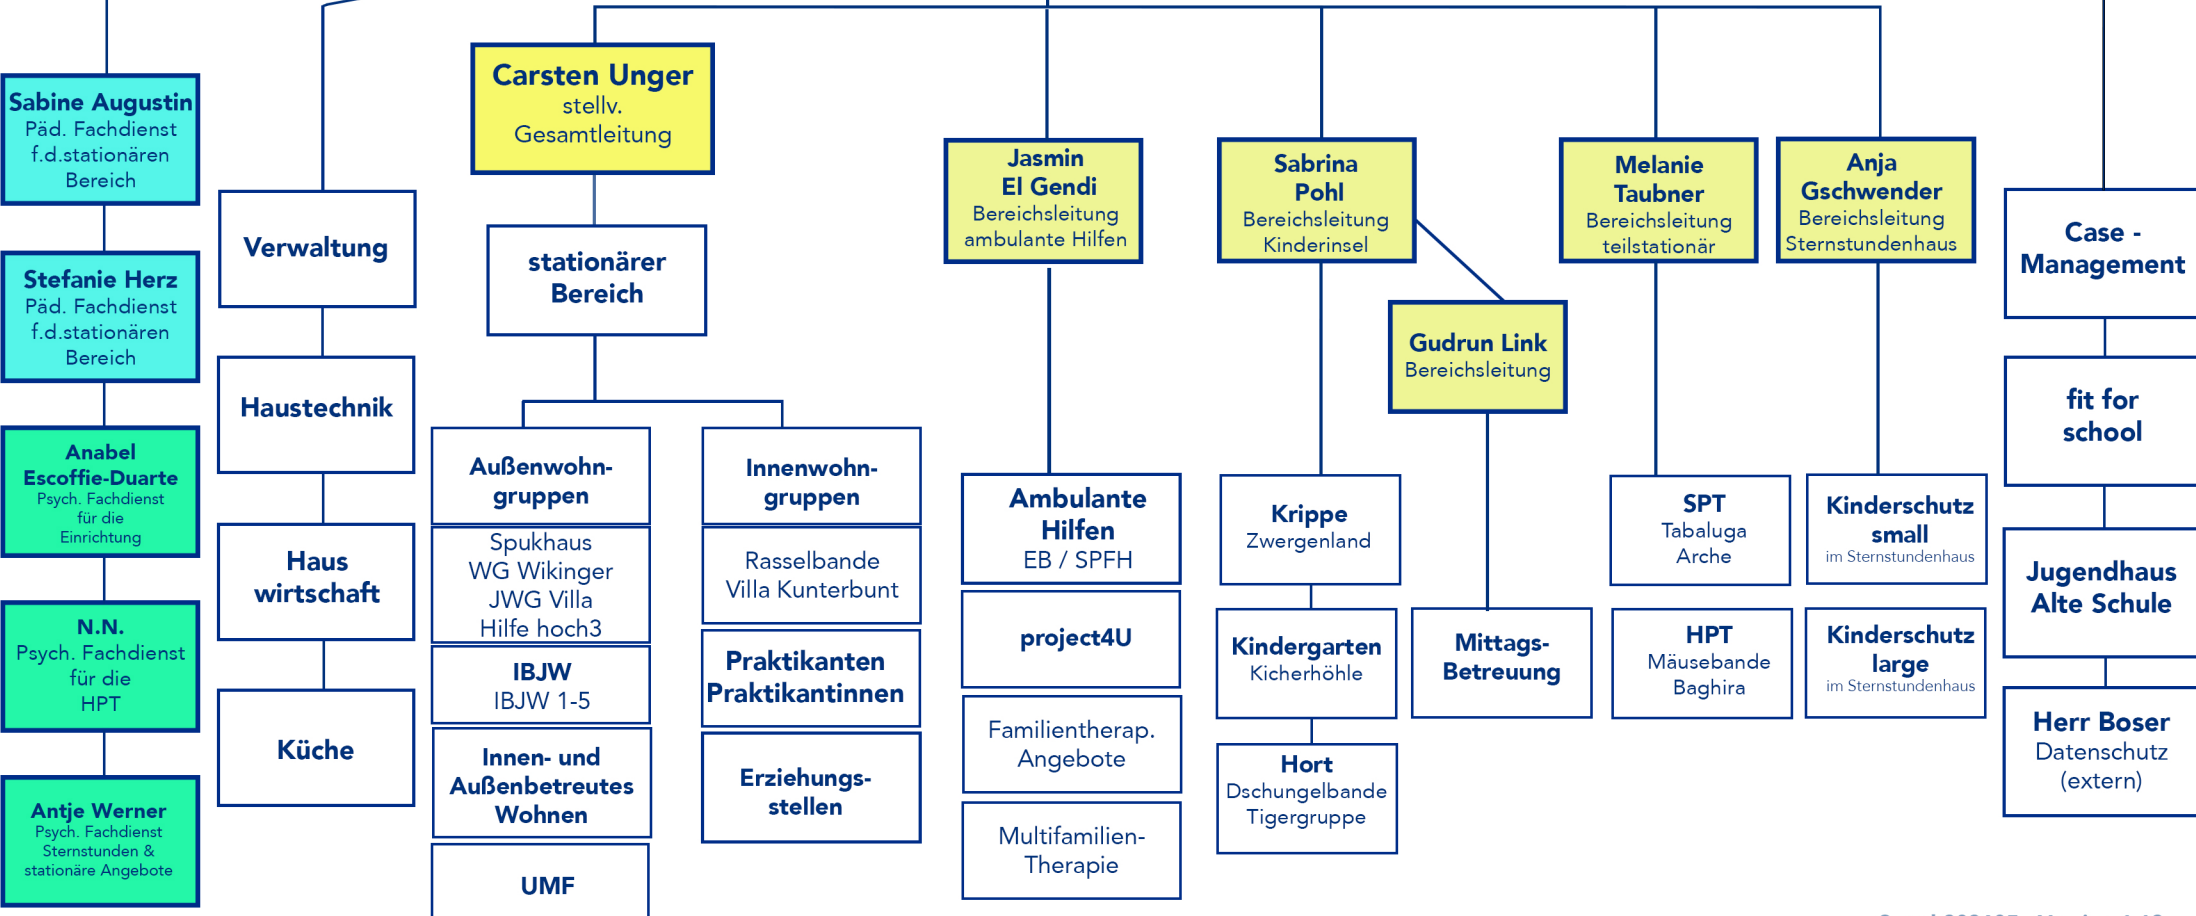 Sabine Augustin
Päd. Fachdienst
f.d.stationären
Bereich
Stefanie Herz
Päd. Fachdienst
f.d.stationären
Bereich
Anabel
Escoffie-Duarte
Psych. Fachdienst
für die
Einrichtung
N.N.
Psych. Fachdienst
für die
HPT
Antje Werner
Psych. Fachdienst
Sternstunden &
stationäre Angebote
Verwaltung
Haustechnik
Haus
wirtschaft
Küche
Carsten Unger
stellv.
Gesamtleitung
stationärer
Bereich
Außenwohn-
gruppen
Spukhaus
WG Wikinger
JWG Villa
Hilfe hoch3
IBJW
IBJW 1-5
Innen- und
Außenbetreutes
Wohnen
UMF
Innenwohn-
gruppen
Rasselbande
Villa Kunterbunt
Praktikanten
Praktikantinnen
Erziehungs-
stellen
Jasmin
El Gendi
Bereichsleitung
ambulante Hilfen
Ambulante
Hilfen
EB / SPFH
project4U
Familientherap.
Angebote
Multifamilien-
Therapie
Sabrina
Pohl
Bereichsleitung
Kinderinsel
Krippe
Zwergenland
Kindergarten
Kicherhöhle
Hort
Dschungelbande
Tigergruppe
Gudrun Link
Bereichsleitung
Mittags-
Betreuung
Melanie
Taubner
Bereichsleitung
teilstationär
SPT
Tabaluga
Arche
HPT
Mäusebande
Baghira
Anja
Gschwender
Bereichsleitung
Sternstundenhaus
Kinderschutz
small
im Sternstundenhaus
Kinderschutz
large
im Sternstundenhaus
Case -
Management
fit for
school
Jugendhaus
Alte Schule
Herr Boser
Datenschutz
(extern)